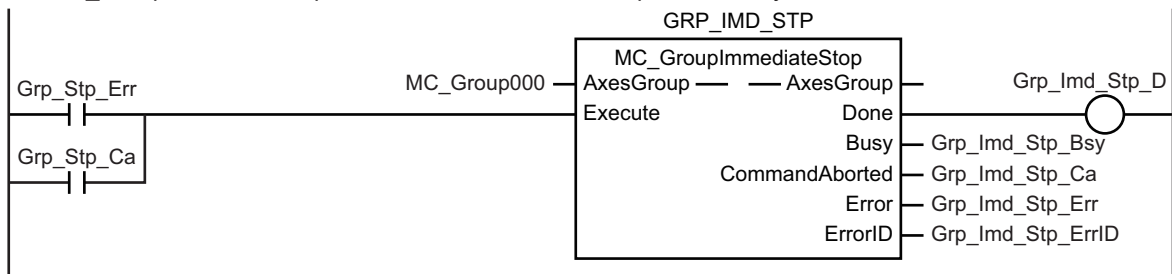 GRP_IMD_STP
MC_GroupImmediateStop
MC_Group000 AxesGroup AxesGroup
Grp_Stp_Err Grp_Imd_Stp_D
Execute Done
Grp_Stp_Ca Busy Grp_Imd_Stp_Bsy
CommandAborted Grp_Imd_Stp_Ca
Error Grp_Imd_Stp_Err
ErrorID Grp_Imd_Stp_ErrID